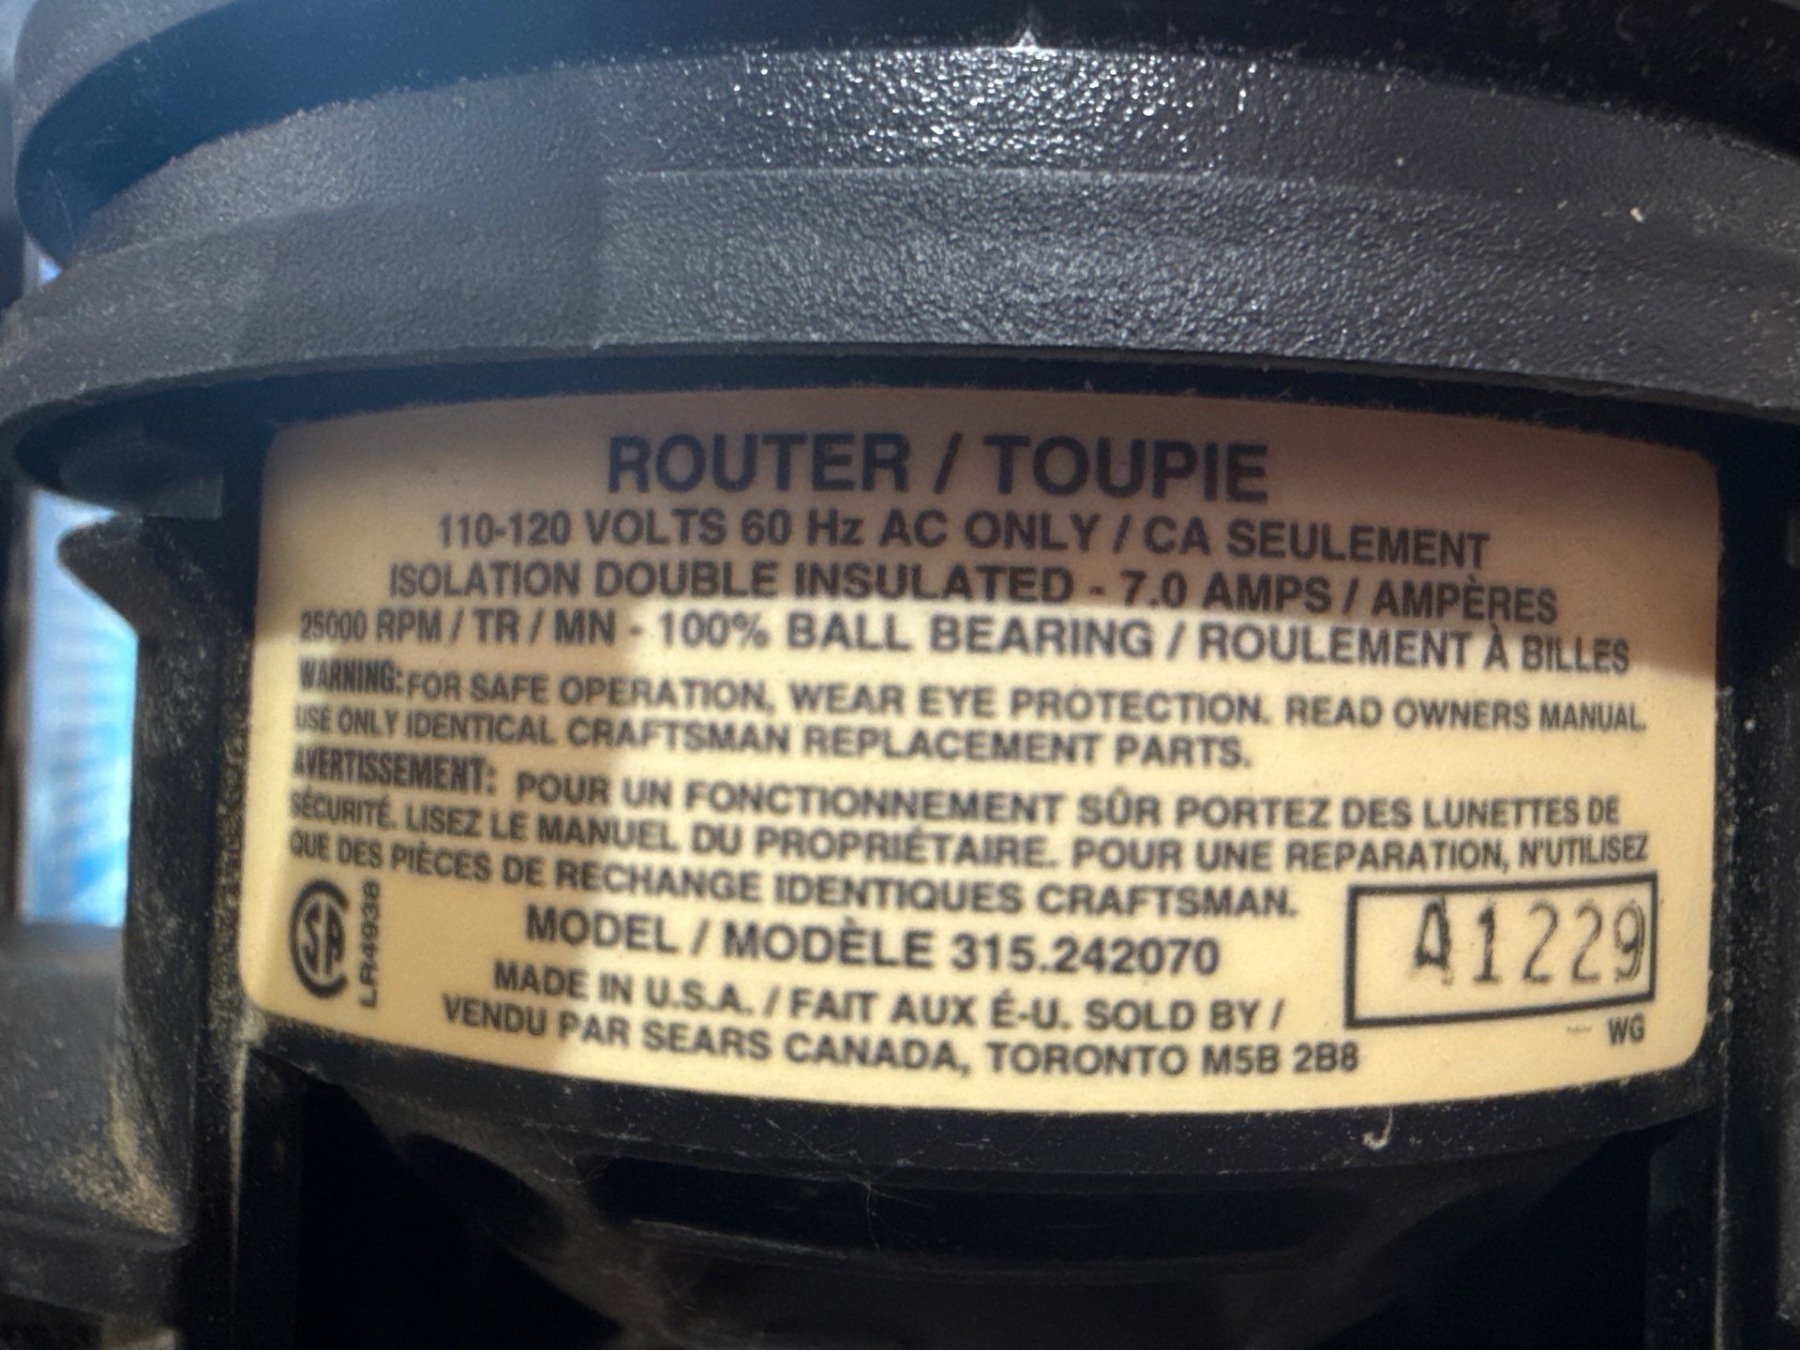 ROUTER / TOUPIE
110-120 VOLTS 60 Hz AC ONLY / CA SEULEMENT
ISOLATION DOUBLE INSULATED - 7.0 AMPS / AMPÈRES
25000 RPM / TR / MN - 100% BALL BEARING / ROULEMENT À BILLES
WARNING: FOR SAFE OPERATION, WEAR EYE PROTECTION. READ OWNERS MANUAL.
USE ONLY IDENTICAL CRAFTSMAN REPLACEMENT PARTS.
AVERTISSEMENT: POUR UN FONCTIONNEMENT SÛR PORTEZ DES LUNETTES DE
SÉCURITÉ. LISEZ LE MANUEL DU PROPRIÉTAIRE. POUR UNE REPARATION, N'UTILISEZ
QUE DES PIÈCES DE RECHANGE IDENTIQUES CRAFTSMAN.
SA
LR4938
MODEL / MODÈLE 315.242070
A1229
MADE IN U.S.A. / FAIT AUX É-U. SOLD BY /
VENDU PAR SEARS CANADA, TORONTO M5B 2B8
WG